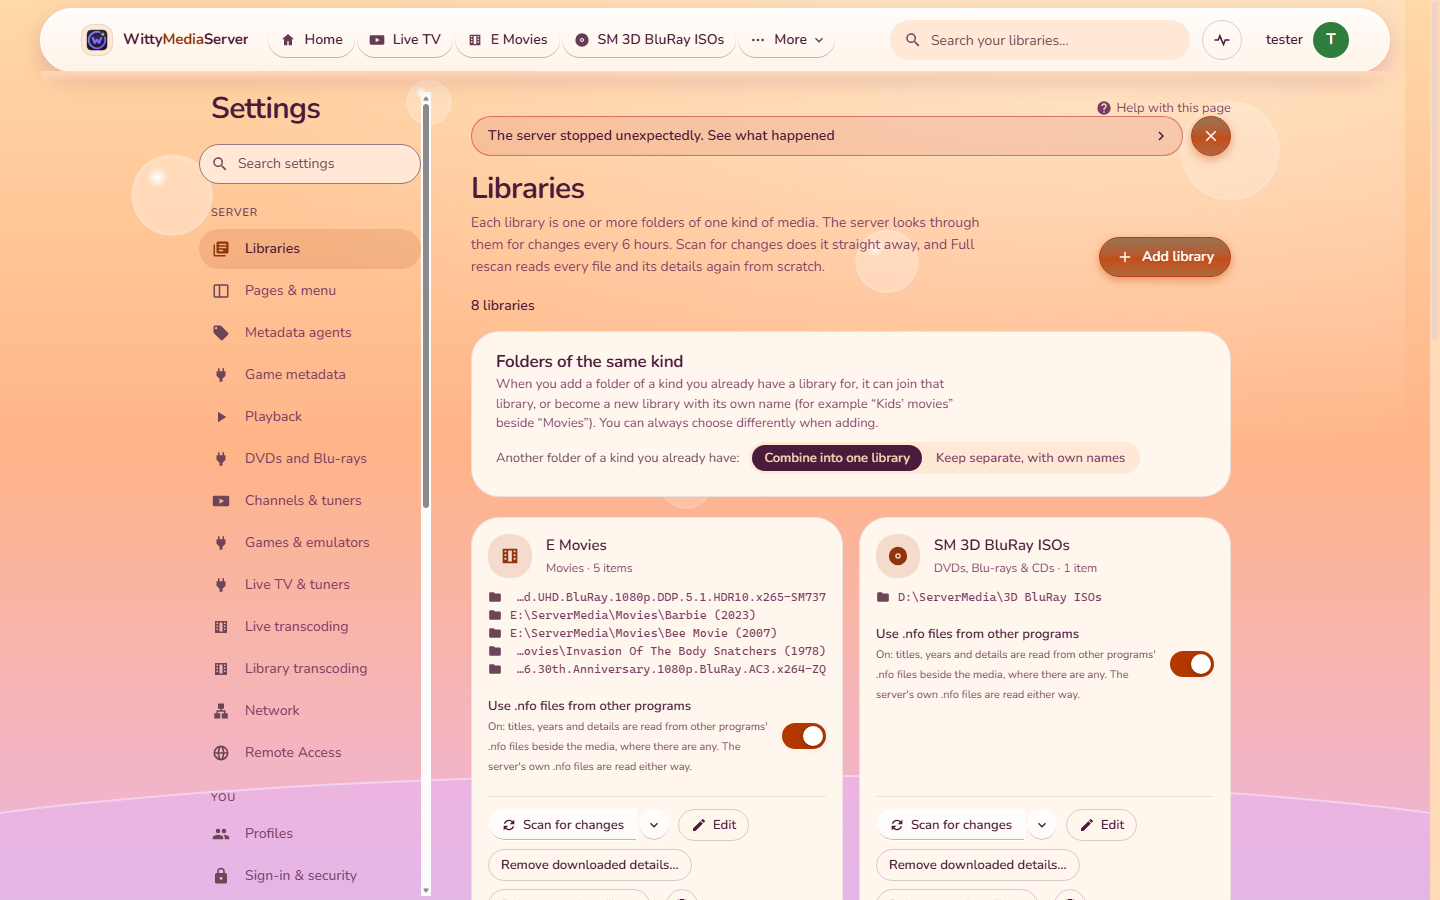 WittyMediaServer
Home
Live TV
E Movies
SM 3D BluRay ISOs
More
Search your libraries...
tester
T
Settings
Search settings
SERVER
Libraries
Pages & menu
Metadata agents
Game metadata
Playback
DVDs and Blu-rays
Channels & tuners
Games & emulators
Live TV & tuners
Live transcoding
Library transcoding
Network
Remote Access
YOU
Profiles
Sign-in & security
Help with this page
The server stopped unexpectedly. See what happened
Libraries
Each library is one or more folders of one kind of media. The server looks through
them for changes every 6 hours. Scan for changes does it straight away, and Full
rescan reads every file and its details again from scratch.
Add library
8 libraries
Folders of the same kind
When you add a folder of a kind you already have a library for, it can join that
library, or become a new library with its own name (for example “Kids’ movies”
beside “Movies”). You can always choose differently when adding.
Another folder of a kind you already have:
Combine into one library
Keep separate, with own names
E Movies
Movies · 5 items
…d.UHD.BluRay.1080p.DDP.5.1.HDR10.x265-SM737
E:\ServerMedia\Movies\Barbie (2023)
E:\ServerMedia\Movies\Bee Movie (2007)
…ovies\Invasion Of The Body Snatchers (1978)
…6.30th.Anniversary.1080p.BluRay.AC3.x264-ZQ
Use .nfo files from other programs
On: titles, years and details are read from other programs'
.nfo files beside the media, where there are any. The
server's own .nfo files are read either way.
Scan for changes
Edit
Remove downloaded details...
SM 3D BluRay ISOs
DVDs, Blu-rays & CDs · 1 item
D:\ServerMedia\3D BluRay ISOs
Use .nfo files from other programs
On: titles, years and details are read from other programs'
.nfo files beside the media, where there are any. The
server's own .nfo files are read either way.
Scan for changes
Edit
Remove downloaded details...